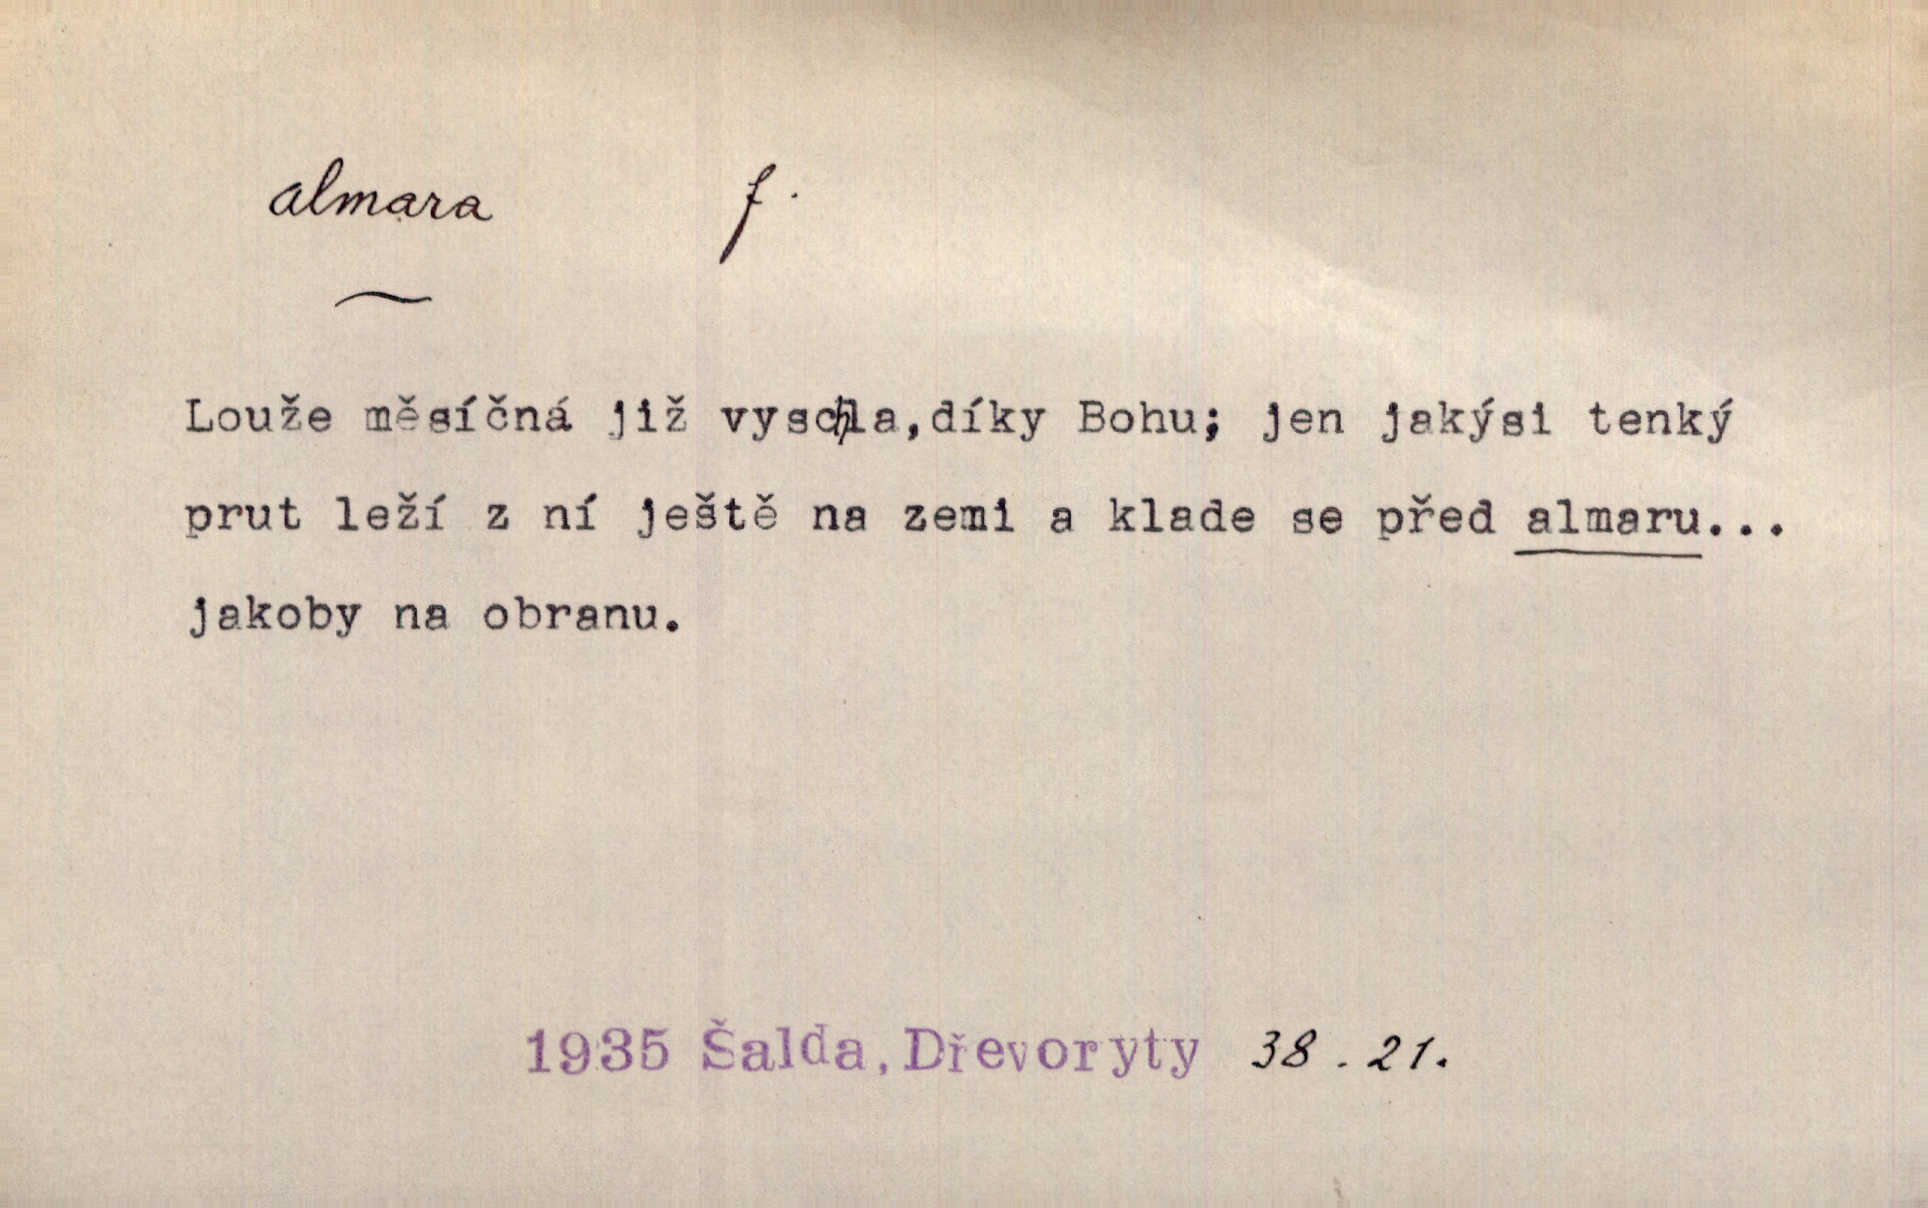 almara f.
Louže měsíčná již vyschla,díky Bohu; jen jakýsi tenký
prut leží z ní ještě na zemi a klade se před almaru...
jakoby na obranu.
1935 Šalda,Dřevoryty 38.21.